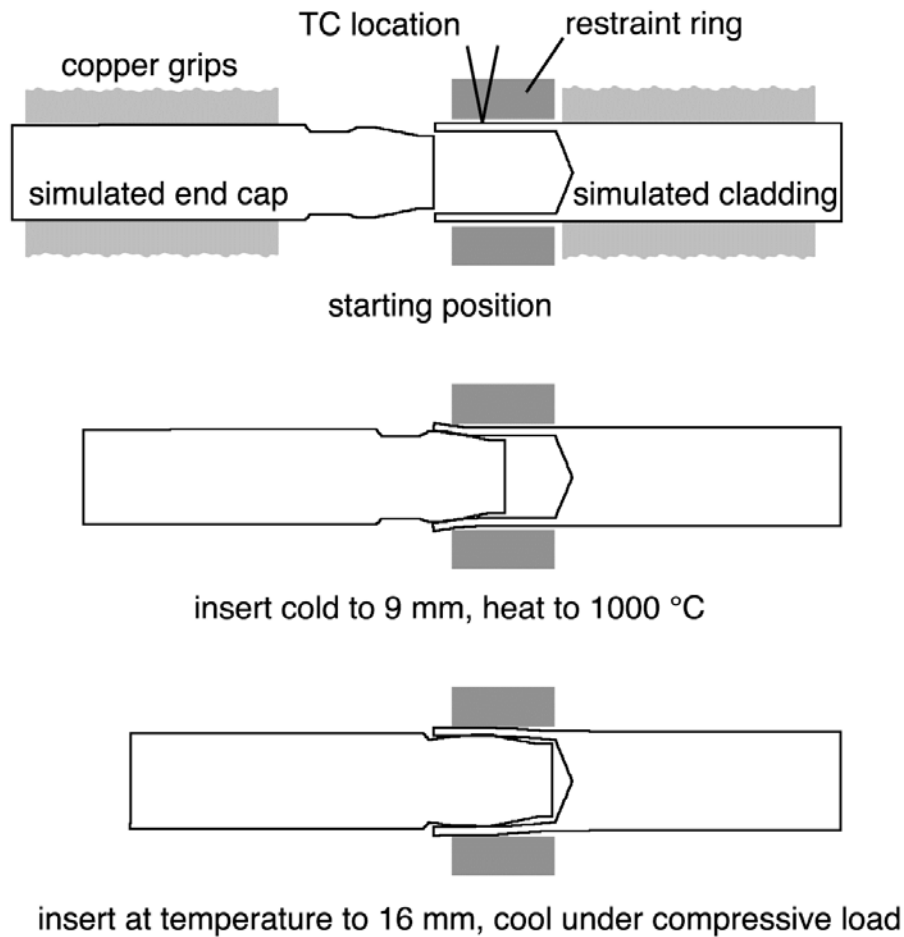 TC location
restraint ring
copper grips
simulated end cap
simulated cladding
starting position
insert cold to 9 mm, heat to 1000 °C
insert at temperature to 16 mm, cool under compressive load